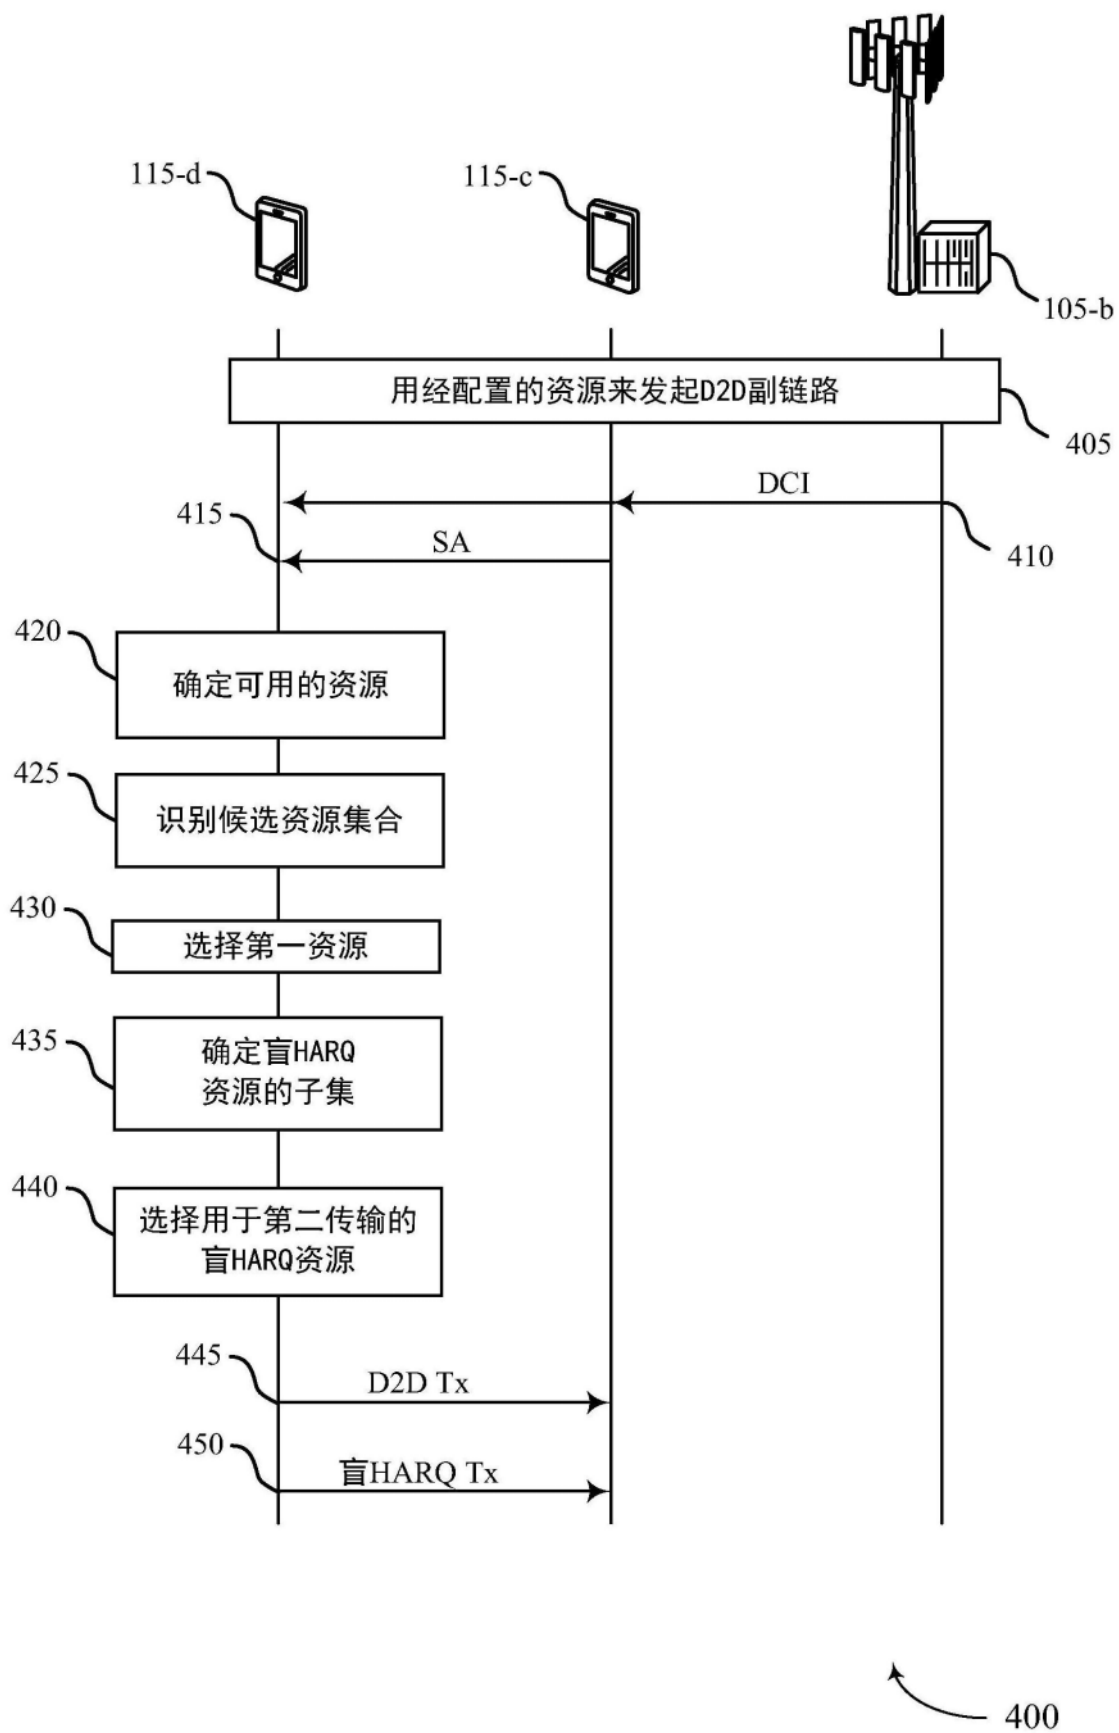 115-d
115-c
105-b
用经配置的资源来发起D2D副链路
405
DCI
415
410
SA
420
确定可用的资源
425
识别候选资源集合
430
选择第一资源
435
确定盲HARQ
资源的子集
440
选择用于第二传输的
盲HARQ资源
445
D2D Tx
450
盲HARQ Tx
400